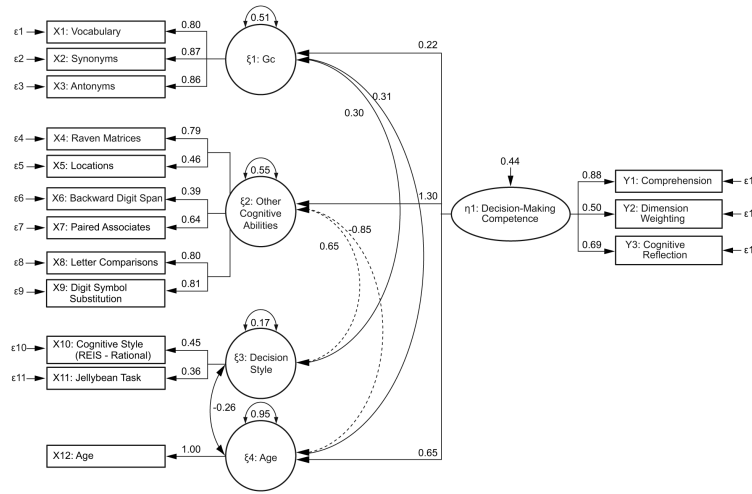 0.51
ε1
X1: Vocabulary
0.80
ε2
X2: Synonyms
0.87
ξ1: Gc
0.22
ε3
X3: Antonyms
0.86
0.31
0.30
ε4
X4: Raven Matrices
0.79
ε5
X5: Locations
0.46
0.55
0.44
ε6
X6: Backward Digit Span
0.39
ξ2: Other
Cognitive
Abilities
1.30
η1: Decision-Making
Competence
0.88
Y1: Comprehension
ε1
ε7
X7: Paired Associates
0.64
0.50
Y2: Dimension
Weighting
ε1
-0.85
0.65
0.69
Y3: Cognitive
Reflection
ε1
ε8
X8: Letter Comparisons
0.80
ε9
X9: Digit Symbol
Substitution
0.81
0.17
ε10
X10: Cognitive Style
(REIS - Rational)
0.45
ξ3: Decision
Style
ε11
X11: Jellybean Task
0.36
-0.26
0.95
X12: Age
1.00
ξ4: Age
0.65